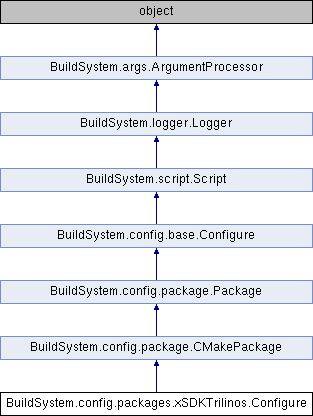 object
BuildSystem.args.ArgumentProcessor
BuildSystem.logger.Logger
BuildSystem.script.Script
BuildSystem.config.base.Configure
BuildSystem.config.package.Package
BuildSystem.config.package.CMakePackage
BuildSystem.config.packages.xSDKTrilinos.Configure